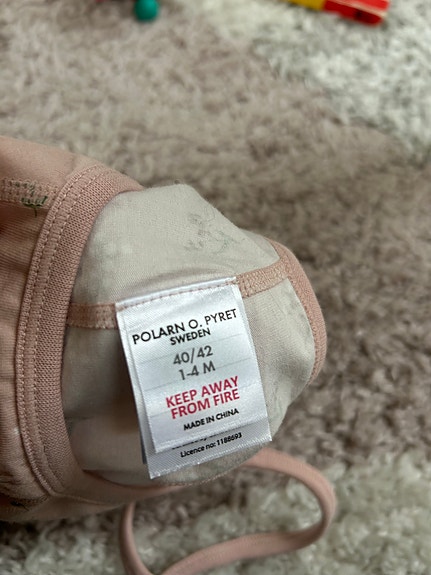 POLARN O. PYRET
SWEDEN
40/42
1-4 M
KEEP AWAY
FROM FIRE
MADE IN CHINA
Licence no: 1188693